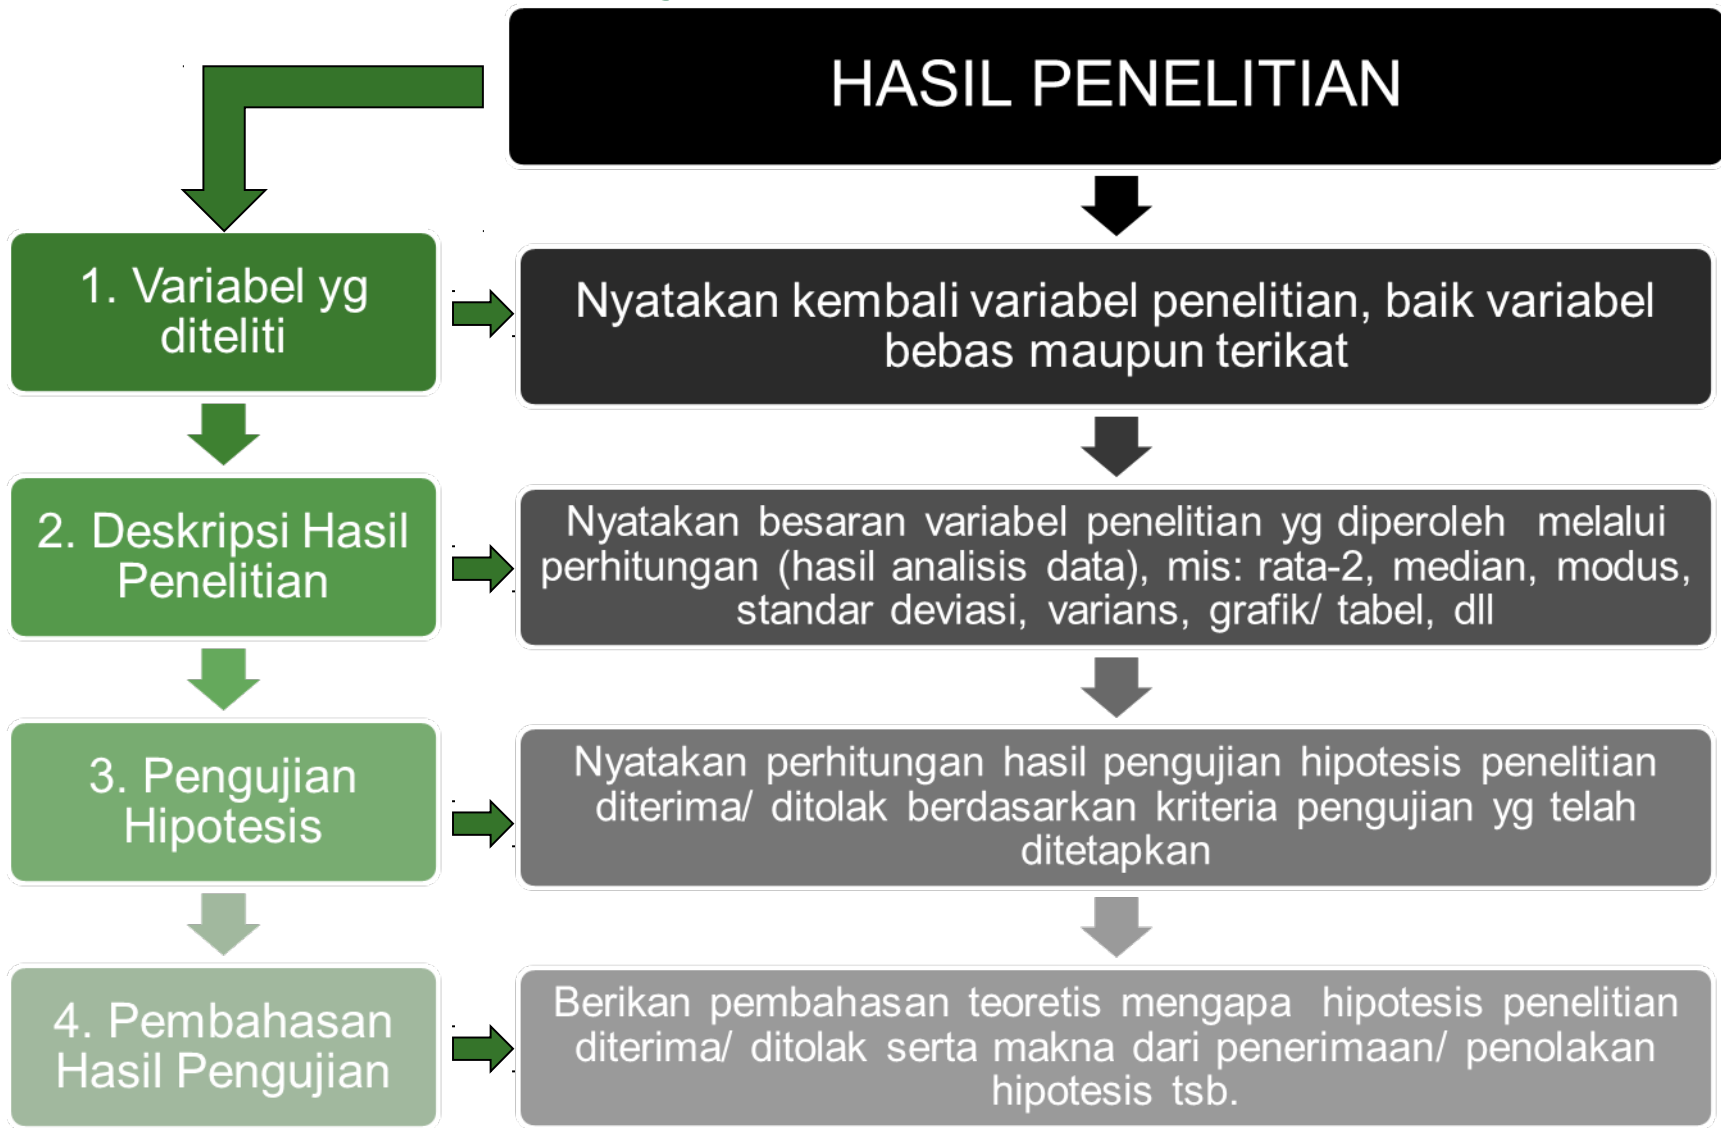 HASIL PENELITIAN
1. Variabel yg
diteliti
Nyatakan kembali variabel penelitian, baik variabel
bebas maupun terikat
2. Deskripsi Hasil
Penelitian
Nyatakan besaran variabel penelitian yg diperoleh melalui
perhitungan (hasil analisis data), mis: rata-2, median, modus,
standar deviasi, varians, grafik/ tabel, dll
3. Pengujian
Hipotesis
Nyatakan perhitungan hasil pengujian hipotesis penelitian
diterima/ ditolak berdasarkan kriteria pengujian yg telah
ditetapkan
4. Pembahasan
Hasil Pengujian
Berikan pembahasan teoretis mengapa hipotesis penelitian
diterima/ ditolak serta makna dari penerimaan/ penolakan
hipotesis tsb.